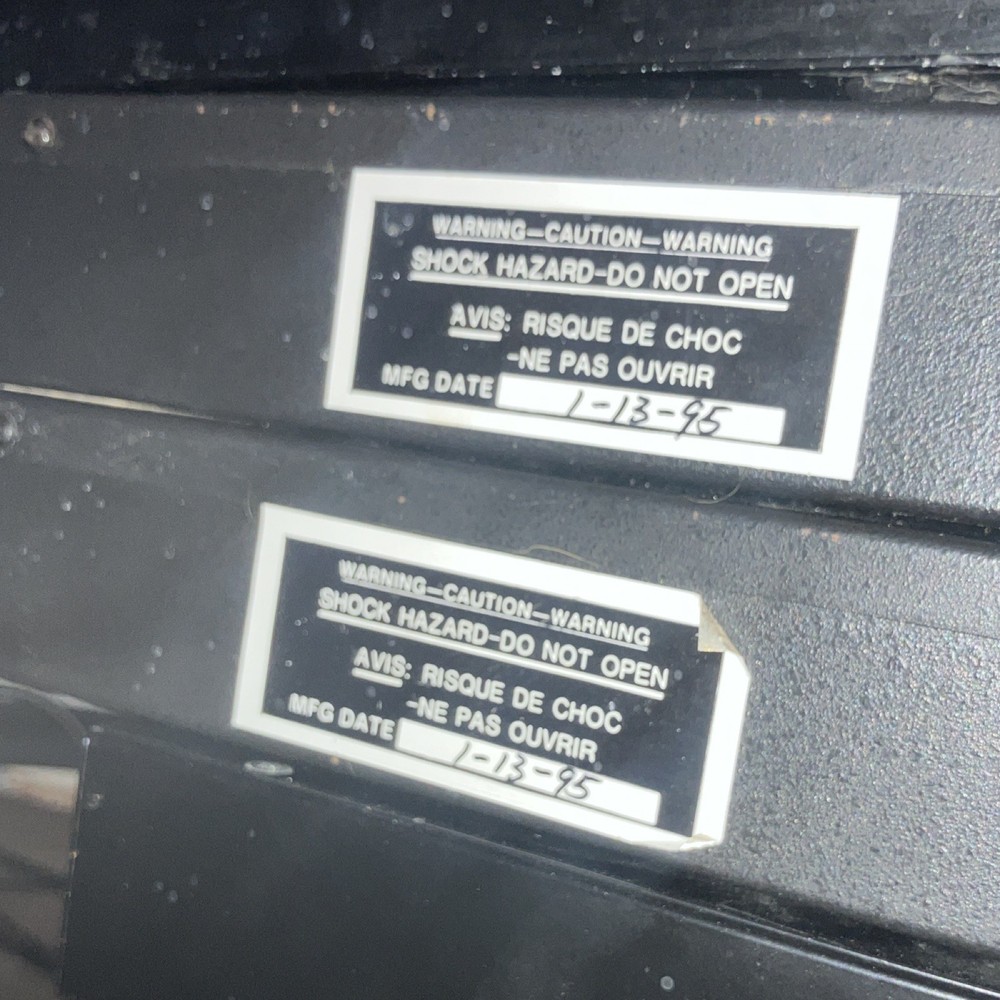 WARNING—CAUTION—WARNING
SHOCK HAZARD-DO NOT OPEN
AVIS: RISQUE DE CHOC
-NE PAS OUVRIR
MFG DATE 1-13-95
WARNING—CAUTION—WARNING
SHOCK HAZARD-DO NOT OPEN
AVIS: RISQUE DE CHOC
-NE PAS OUVRIR
MFG DATE 1-13-95